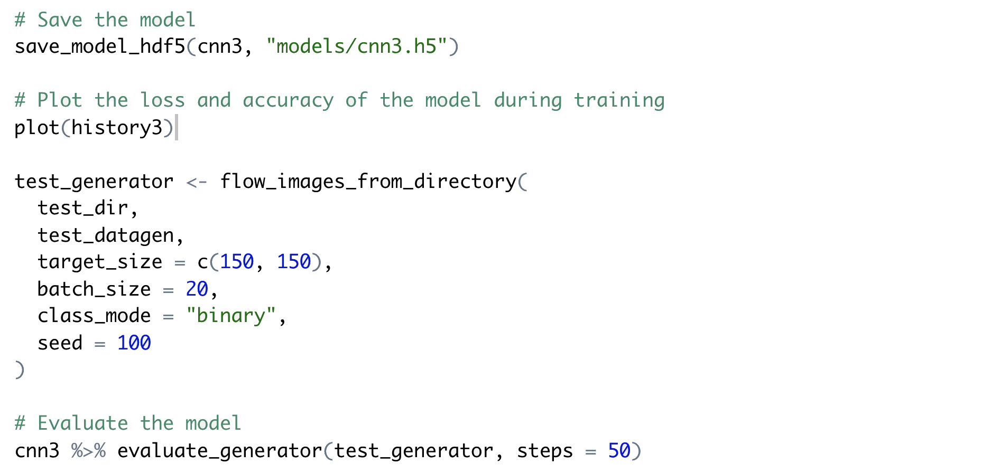 # Save the model
save_model_hdf5(cnn3, "models/cnn3.h5")

# Plot the loss and accuracy of the model during training
plot(history3)

test_generator <- flow_images_from_directory(
  test_dir,
  test_datagen,
  target_size = c(150, 150),
  batch_size = 20,
  class_mode = "binary",
  seed = 100
)

# Evaluate the model
cnn3 %>% evaluate_generator(test_generator, steps = 50)